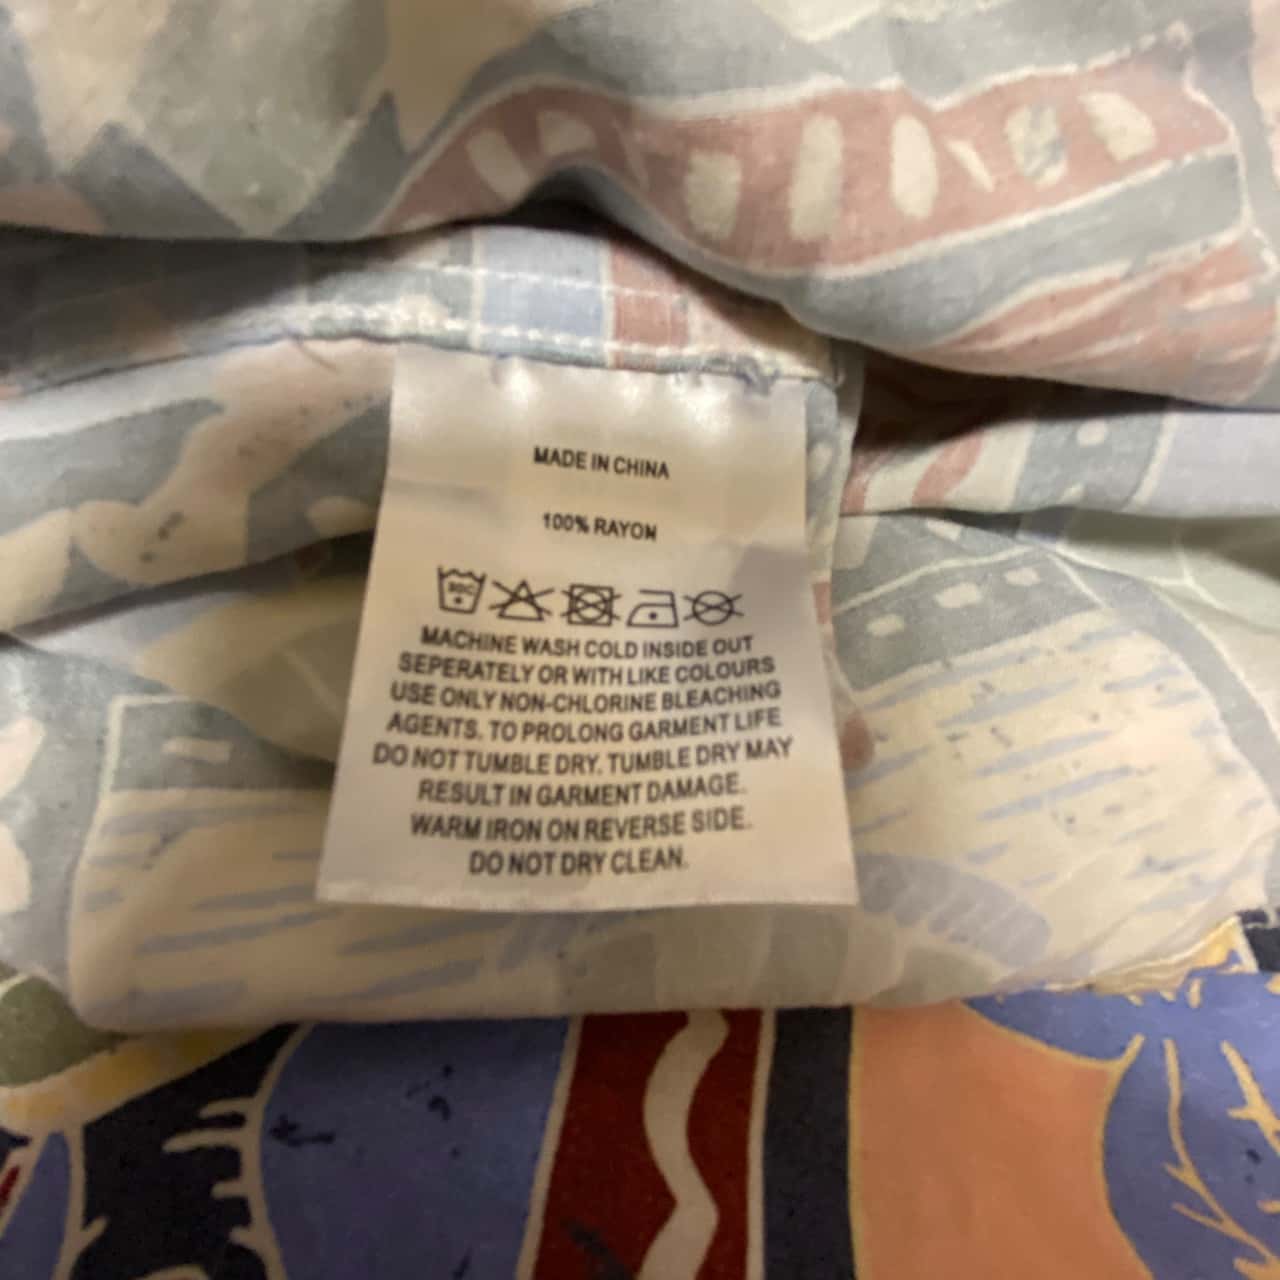 MADE IN CHINA
100% RAYON
30C
MACHINE WASH COLD INSIDE OUT
SEPERATELY OR WITH LIKE COLOURS
USE ONLY NON-CHLORINE BLEACHING
AGENTS. TO PROLONG GARMENT LIFE
DO NOT TUMBLE DRY. TUMBLE DRY MAY
RESULT IN GARMENT DAMAGE.
WARM IRON ON REVERSE SIDE.
DO NOT DRY CLEAN.